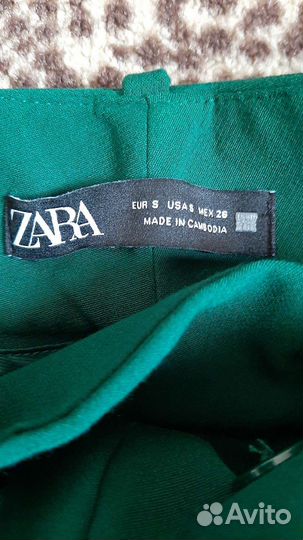 ZARA
EUR S USA S MEX 26
MADE IN CAMBODIA
Avito